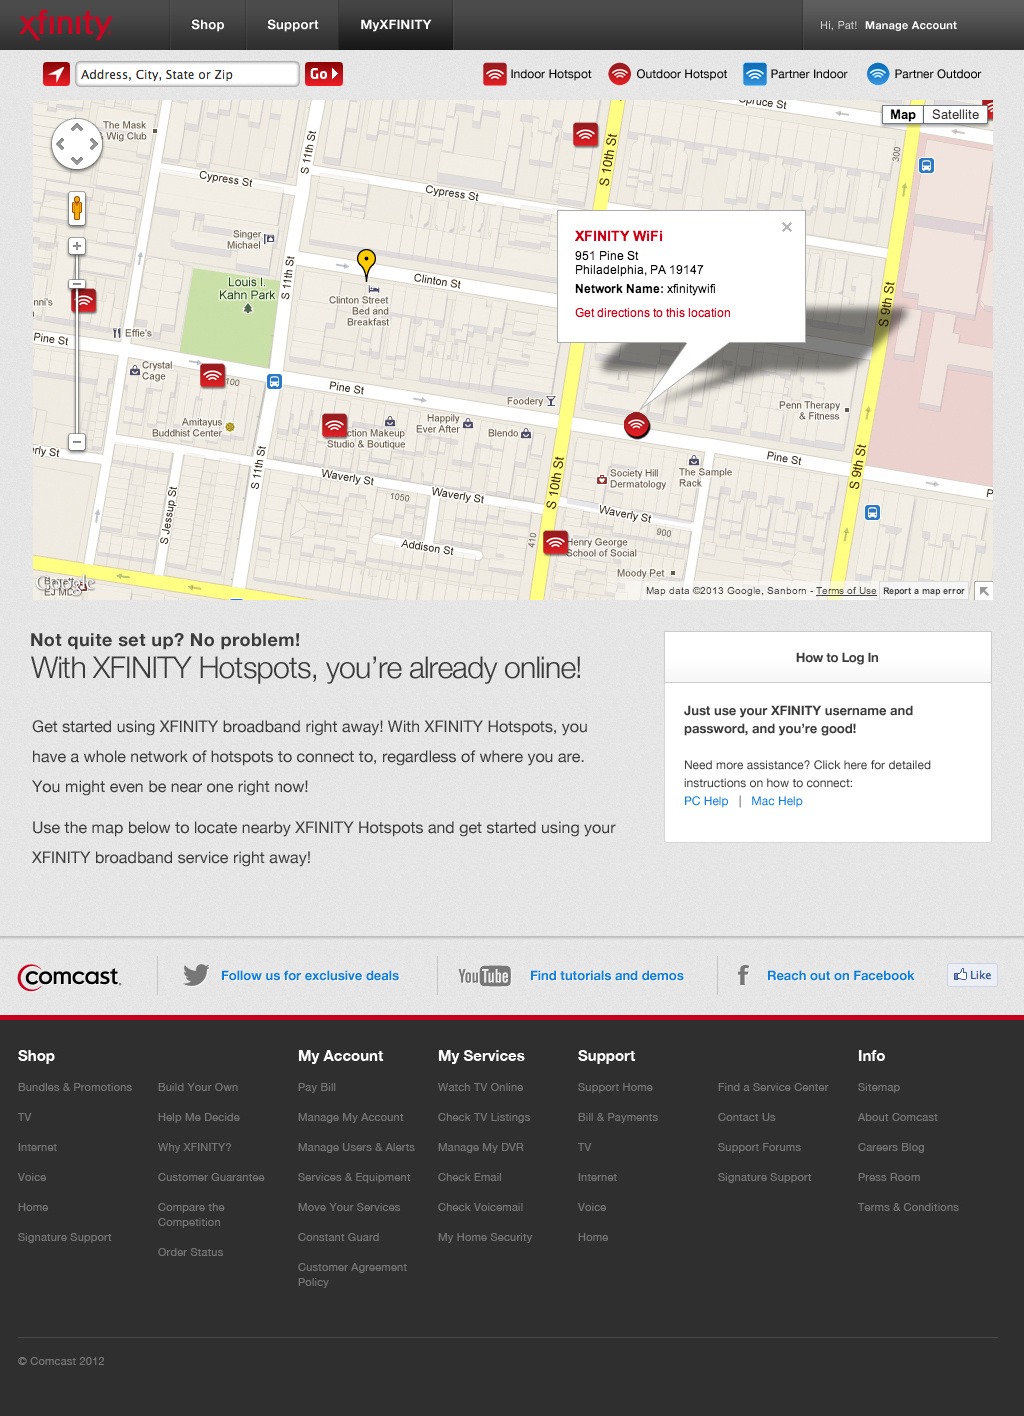 xfinity
Shop
Support
MyXFINITY
Hi, Pat! Manage Account
Address, City, State or Zip
Go
Indoor Hotspot
Outdoor Hotspot
Partner Indoor
Partner Outdoor
Spruce St
Map
Satellite
The Mask
& Wig Club
S 11th St
S 10th St
300
Cypress St
Cypress St
Singer
Michael
S 11th St
Louis I.
Kahn Park
Clinton St
Clinton Street
Bed and
Breakfast
XFINITY WiFi
951 Pine St
Philadelphia, PA 19147
Network Name: xfinitywifi
Get directions to this location
S 9th St
nni's
Effie's
Pine St
Crystal
Cage
100
Pine St
Foodery
Penn Therapy
& Fitness
Amitayus
Buddhist Center
ction Makeup
Studio & Boutique
Happily
Ever After
Blendo
erly St
S 11th St
Waverly St
S 10th St
Society Hill
Dermatology
The Sample
Rack
Pine St
S 9th St
P
S Jessup St
1050
Waverly St
Waverly St
900
410
Addison St
Henry George
School of Social
Moody Pet
Google
Map data ©2013 Google, Sanborn - Terms of Use
Report a map error
Not quite set up? No problem!
With XFINITY Hotspots, you’re already online!
Get started using XFINITY broadband right away! With XFINITY Hotspots, you
have a whole network of hotspots to connect to, regardless of where you are.
You might even be near one right now!
Use the map below to locate nearby XFINITY Hotspots and get started using your
XFINITY broadband service right away!
How to Log In
Just use your XFINITY username and
password, and you’re good!
Need more assistance? Click here for detailed
instructions on how to connect:
PC Help | Mac Help
comcast.
Follow us for exclusive deals
YouTube
Find tutorials and demos
f
Reach out on Facebook
Like
Shop
Bundles & Promotions
TV
Internet
Voice
Home
Signature Support
Build Your Own
Help Me Decide
Why XFINITY?
Customer Guarantee
Compare the
Competition
Order Status
My Account
Pay Bill
Manage My Account
Manage Users & Alerts
Services & Equipment
Move Your Services
Constant Guard
Customer Agreement
Policy
My Services
Watch TV Online
Check TV Listings
Manage My DVR
Check Email
Check Voicemail
My Home Security
Support
Support Home
Bill & Payments
TV
Internet
Voice
Home
Find a Service Center
Contact Us
Support Forums
Signature Support
Info
Sitemap
About Comcast
Careers Blog
Press Room
Terms & Conditions
© Comcast 2012